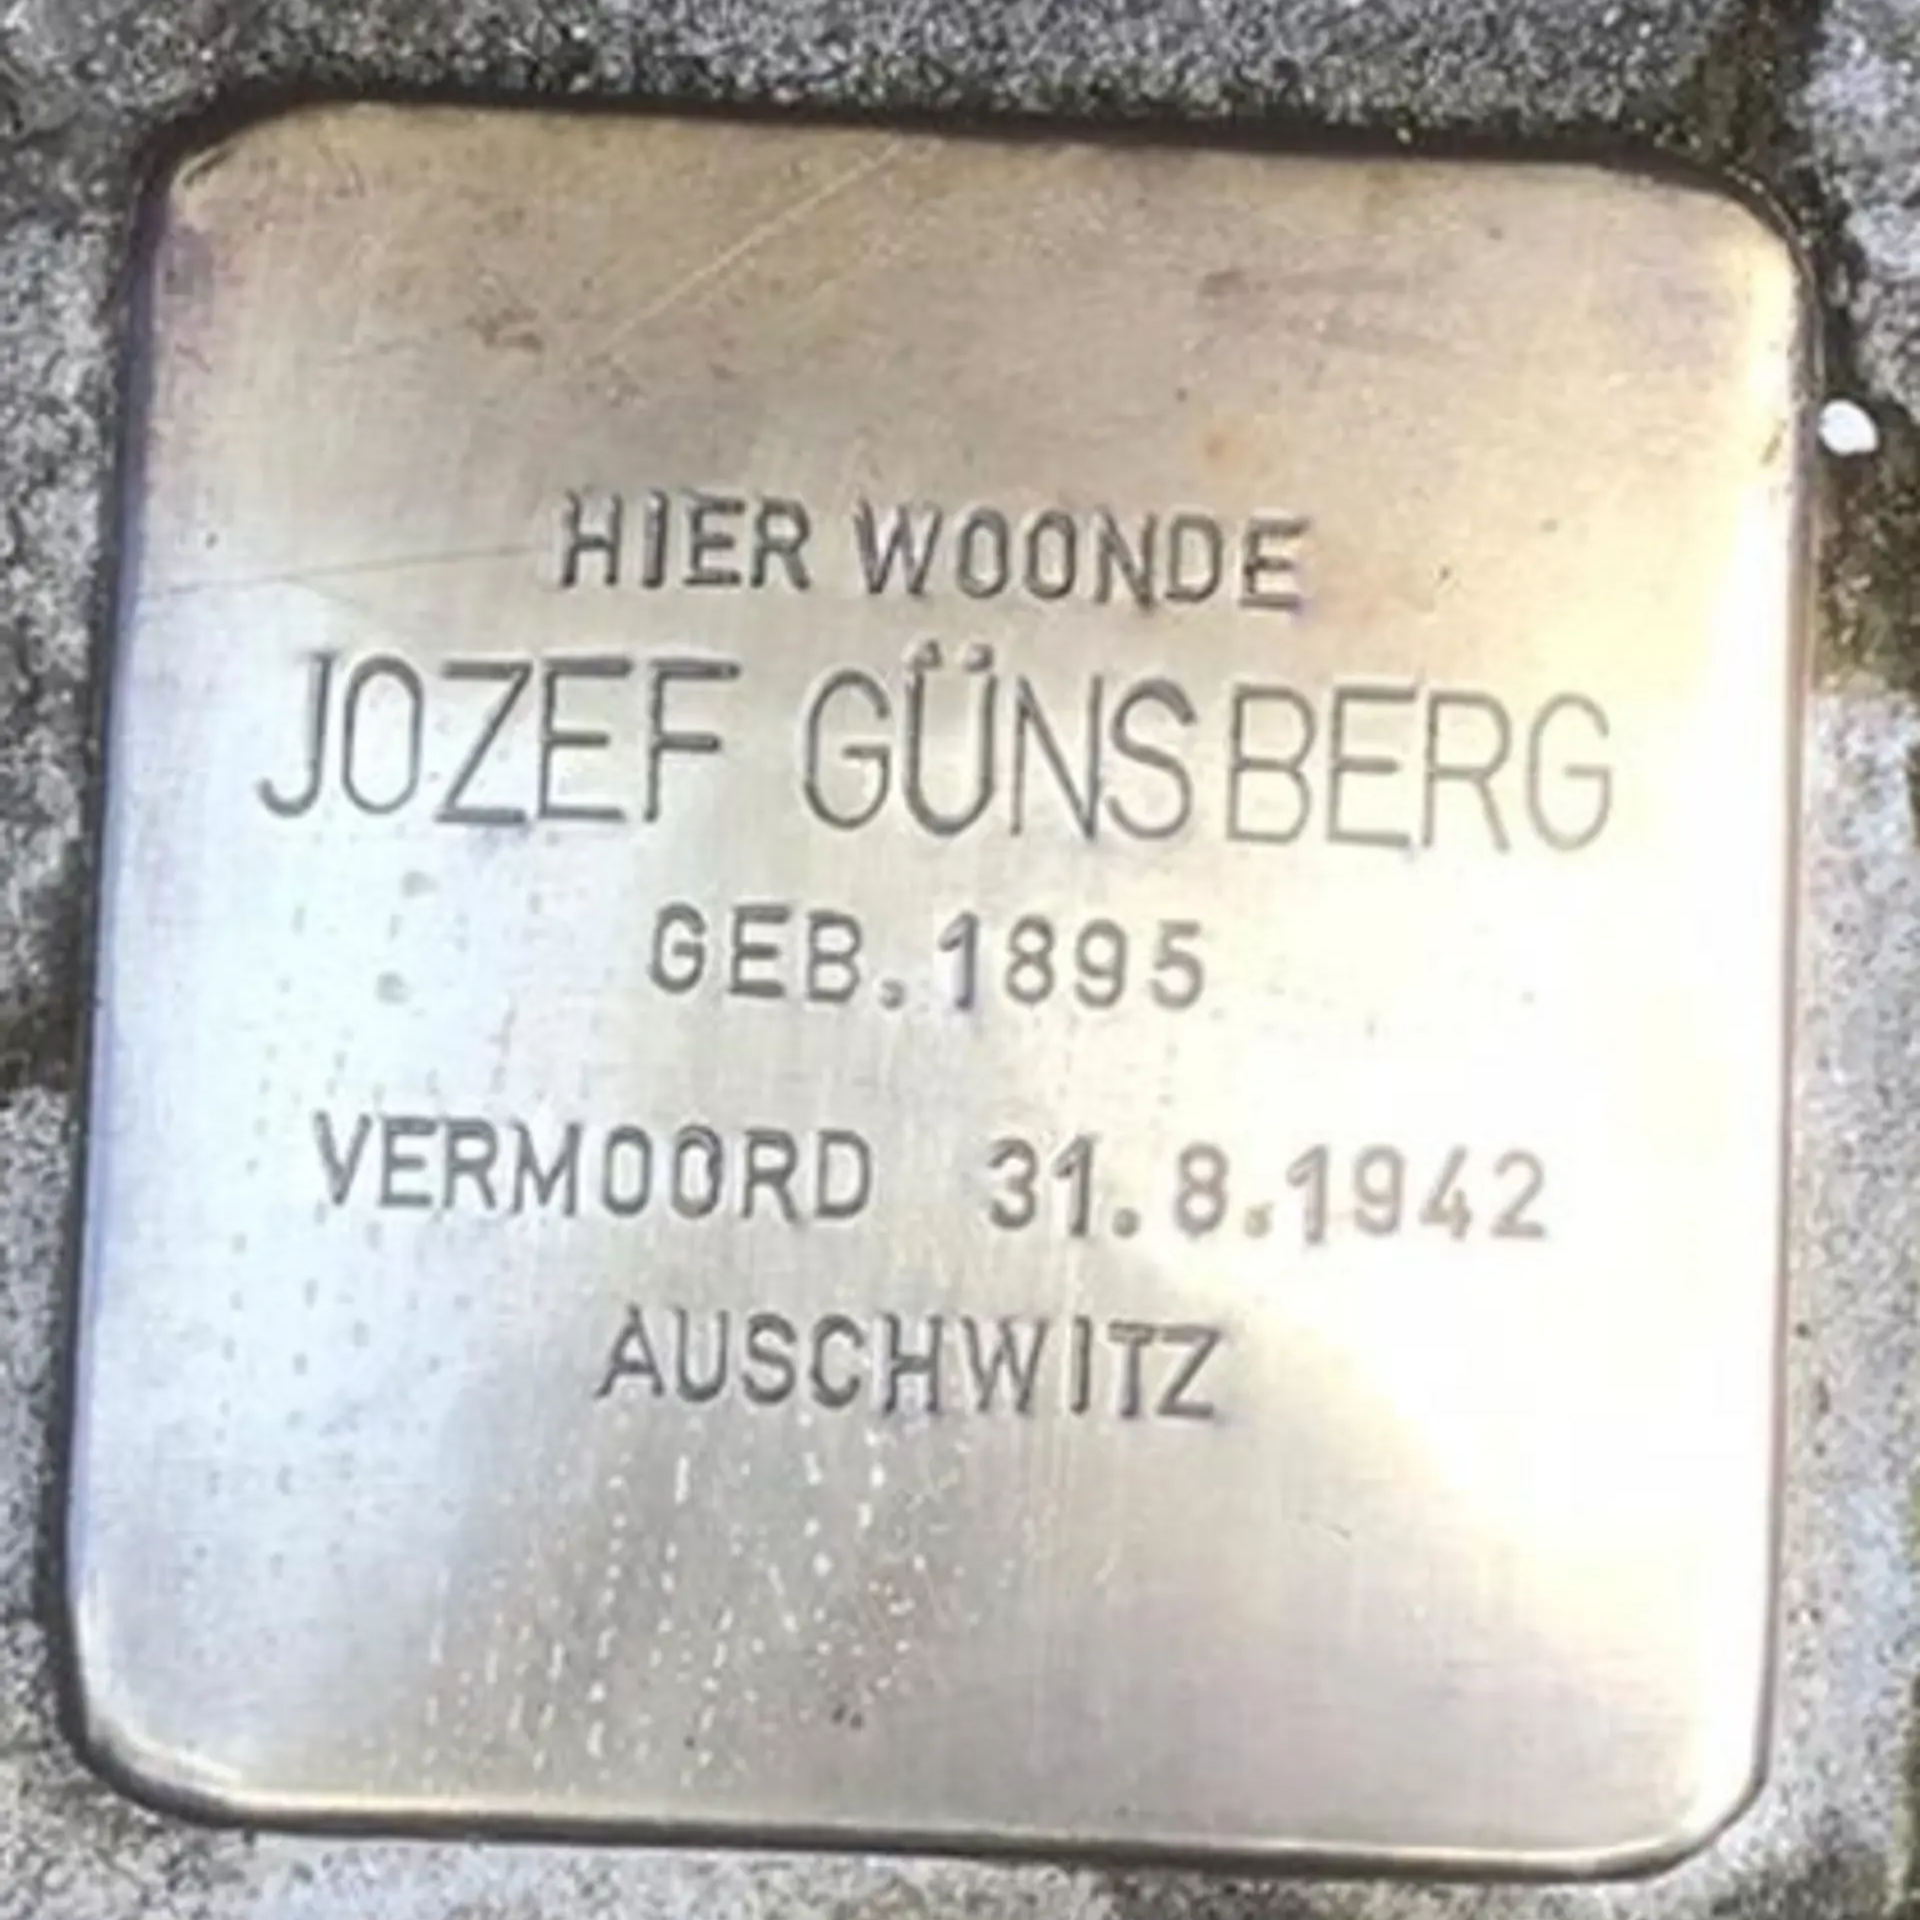 HIER WOONDE
JOZEF GÜNSBERG
GEB. 1895
VERMOORD 31.8.1942
AUSCHWITZ